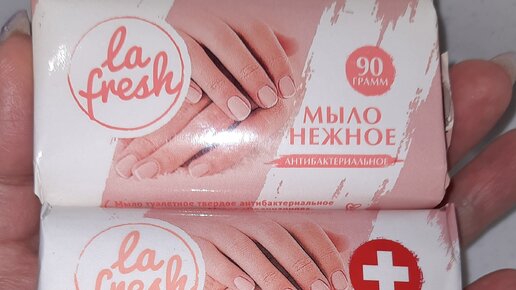 la
fresh
90
ГРАММ
МЫЛО
НЕЖНОЕ
АНТИБАКТЕРИАЛЬНОЕ
Мыло туалетное твердое антибактериальное
la
fresh